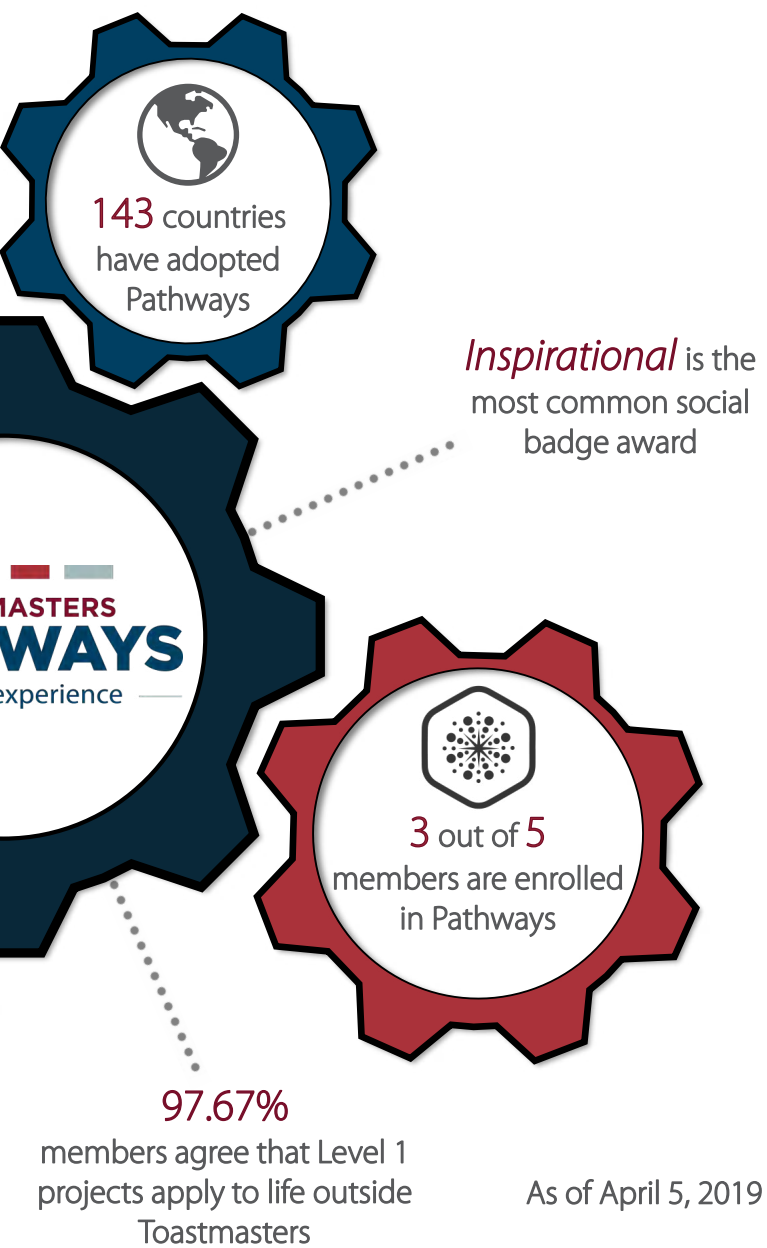 143 countries
have adopted
Pathways
Inspirational is the
most common social
badge award
MASTERS
WAYS
experience
3 out of 5
members are enrolled
in Pathways
97.67%
members agree that Level 1
projects apply to life outside
Toastmasters
As of April 5, 2019